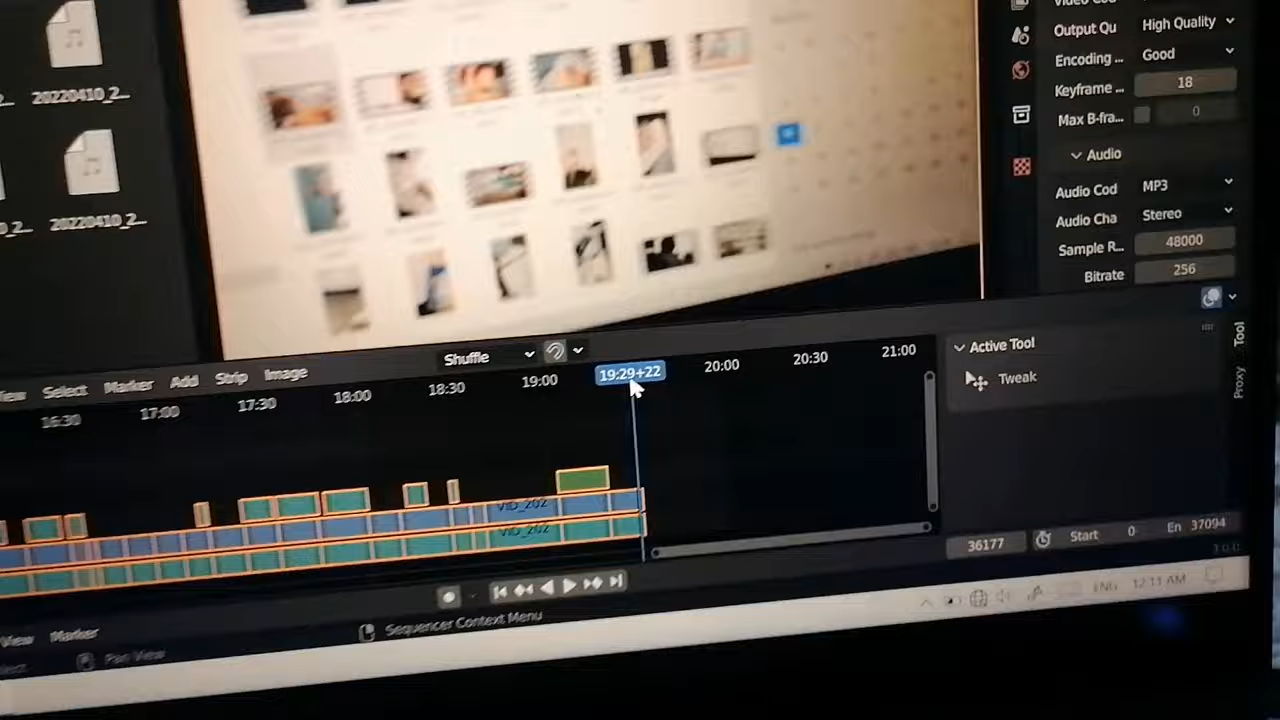 Output Qu High Quality
Encoding ... Good
Keyframe ... 18
Max B-fra... 0
Audio
Audio Cod MP3
Audio Cha Stereo
Sample R... 48000
Bitrate 256
20220410_2...
20220410_2...
Shuffle
Select Marker Add Strip Image
16:30 17:00 17:30 18:00 18:30 19:00 19:29+22 20:00 20:30 21:00
Active Tool
Tweak
Tool
Proxy
VID_202
VID_202
36177 Start 0 En 37094
View Marker
Sequencer Context Menu
Pan View
ENG 12:11 AM